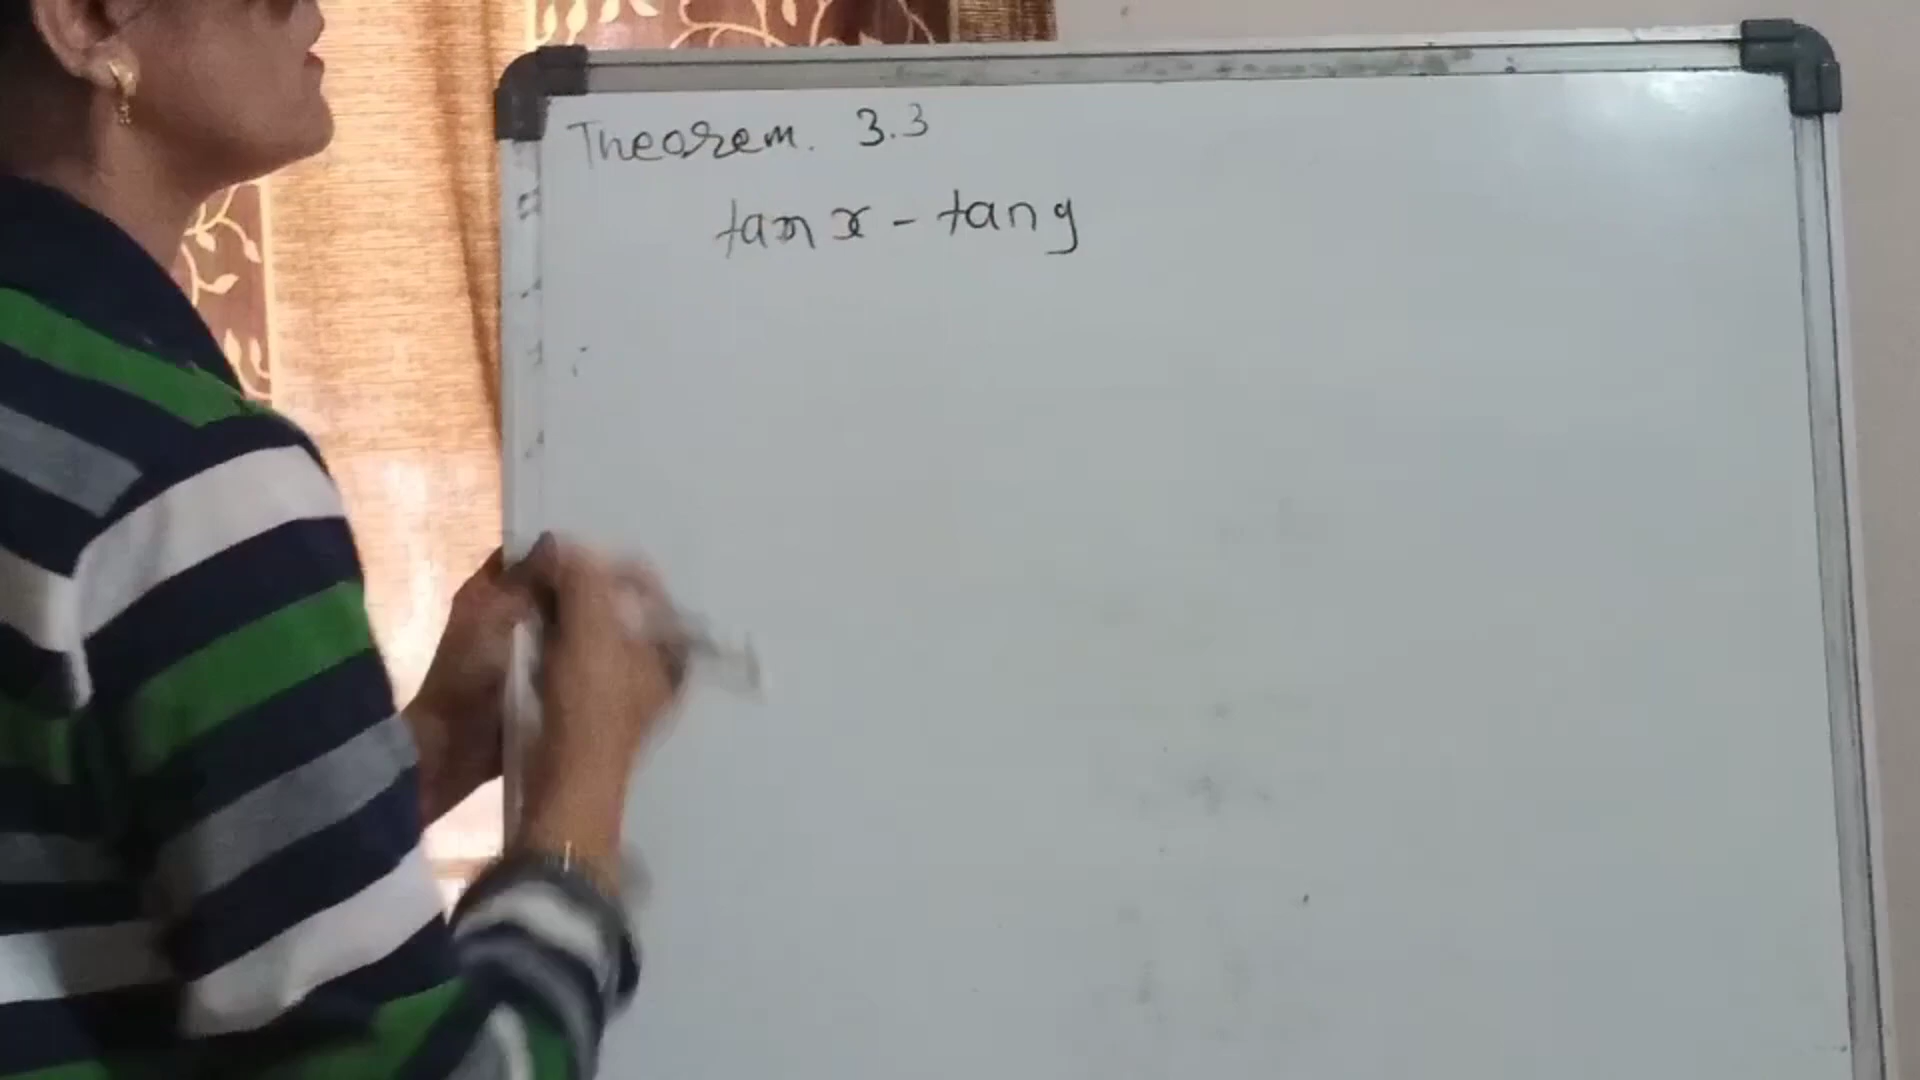 Theorem. 3.3
tan x - tan y